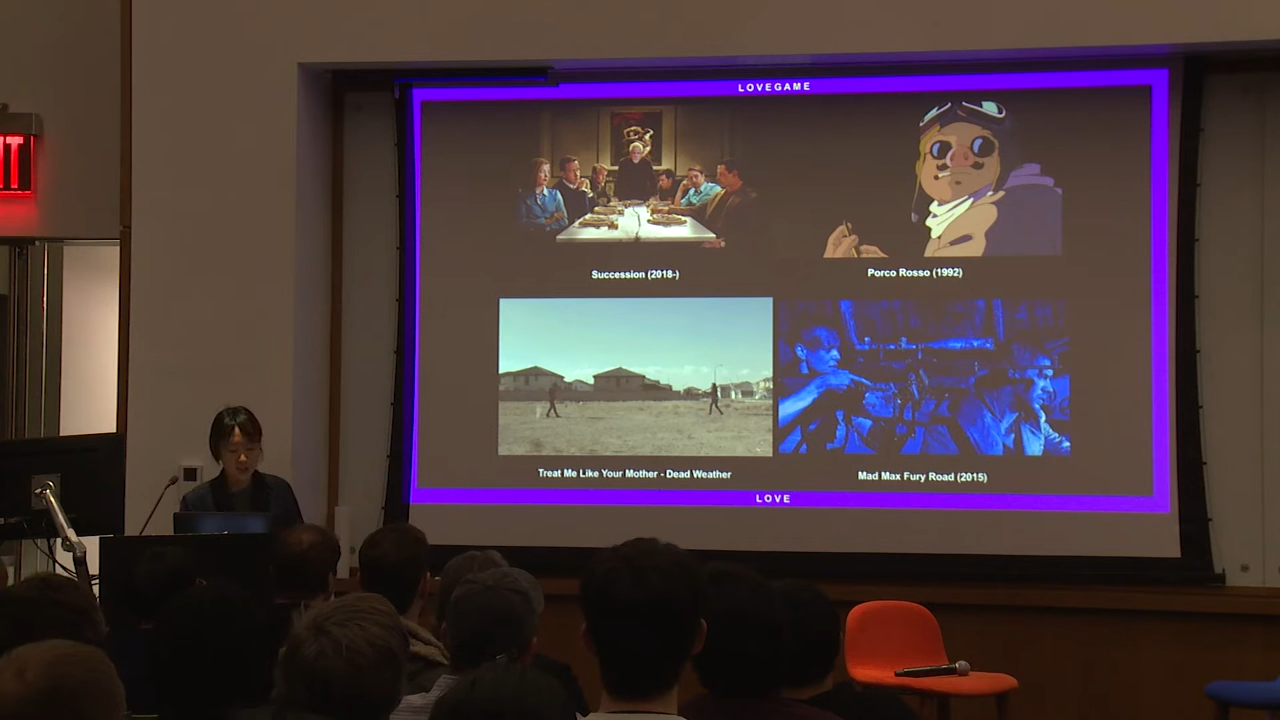 LOVEGAME
Succession (2018-)
Porco Rosso (1992)
Treat Me Like Your Mother - Dead Weather
Mad Max Fury Road (2015)
LOVE